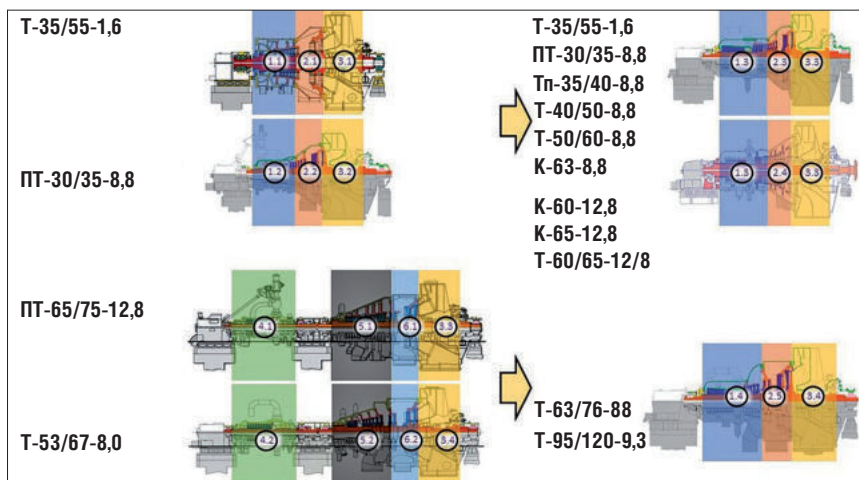 Т-35/55-1,6
1.1 2.1 3.1
ПТ-30/35-8,8
1.2 2.2 3.2
ПТ-65/75-12,8
4.1 5.1 6.1 3.3
Т-53/67-8,0
4.2 5.2 6.2 3.4
Т-35/55-1,6
ПТ-30/35-8,8
Тп-35/40-8,8
Т-40/50-8,8
Т-50/60-8,8
К-63-8,8
К-60-12,8
К-65-12,8
Т-60/65-12/8
1.3 2.3 3.3
1.3 2.4 3.3
Т-63/76-88
Т-95/120-9,3
1.4 2.5 3.4